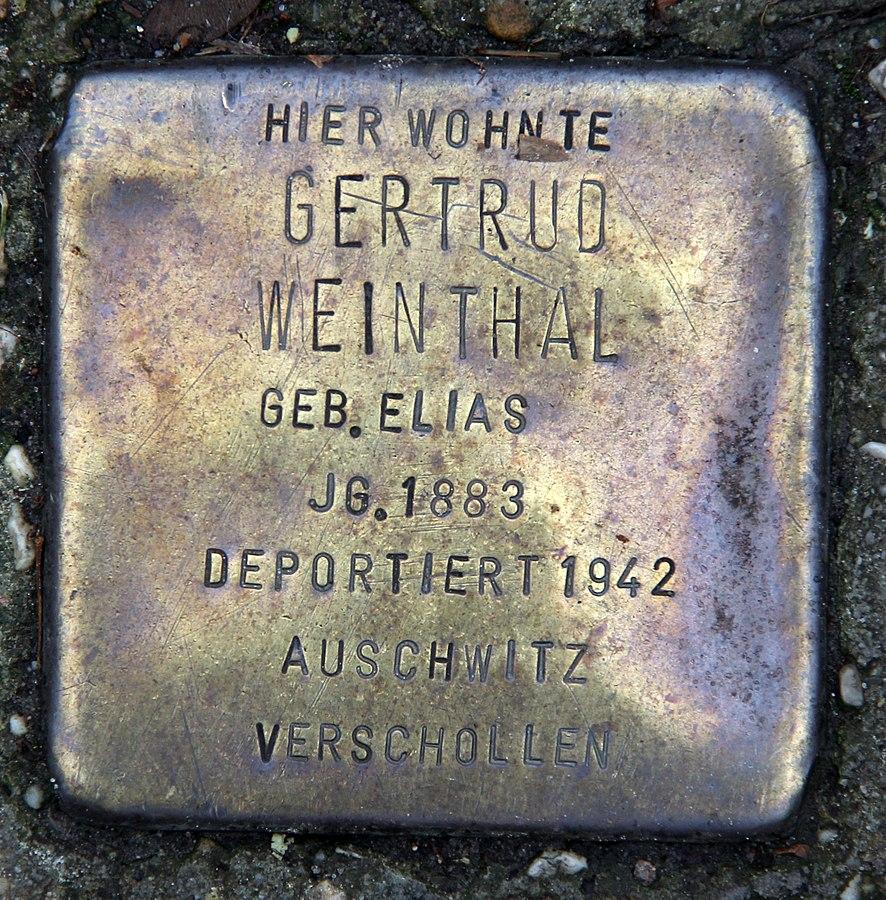 HIER WOHNTE
GERTRUD
WEINTHAL
GEB. ELIAS
JG. 1883
DEPORTIERT 1942
AUSCHWITZ
VERSCHOLLEN